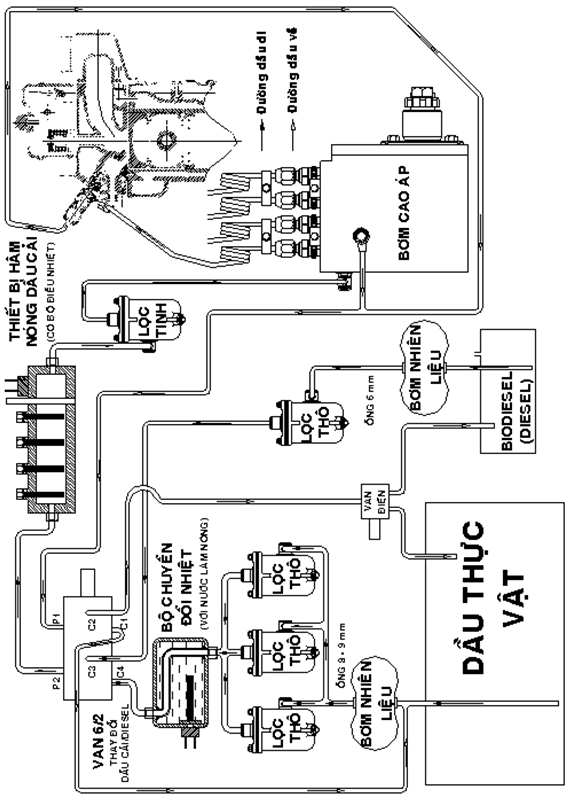 Đường dầu đi
Đường dầu về
BƠM CAO ÁP
THIẾT BỊ HÂM
NÓNG DẦU CẢI
(CÓ BỘ ĐIỀU NHIỆT)
LỌC
TINH
LỌC
THÔ
ỐNG 6 mm
BƠM NHIÊN
LIỆU
BIODIESEL
(DIESEL)
VAN
ĐIỆN
P1
P2
C2
C1
C3
C4
VAN 6/2
THAY ĐỔI
DẦU CẢI/DIESEL
BỘ CHUYỂN
ĐỔI NHIỆT
(VỚI NƯỚC LÀM NÓNG)
LỌC
THÔ
LỌC
THÔ
LỌC
THÔ
ỐNG 9 - 9 mm
BƠM NHIÊN
LIỆU
DẦU THỰC
VẬT